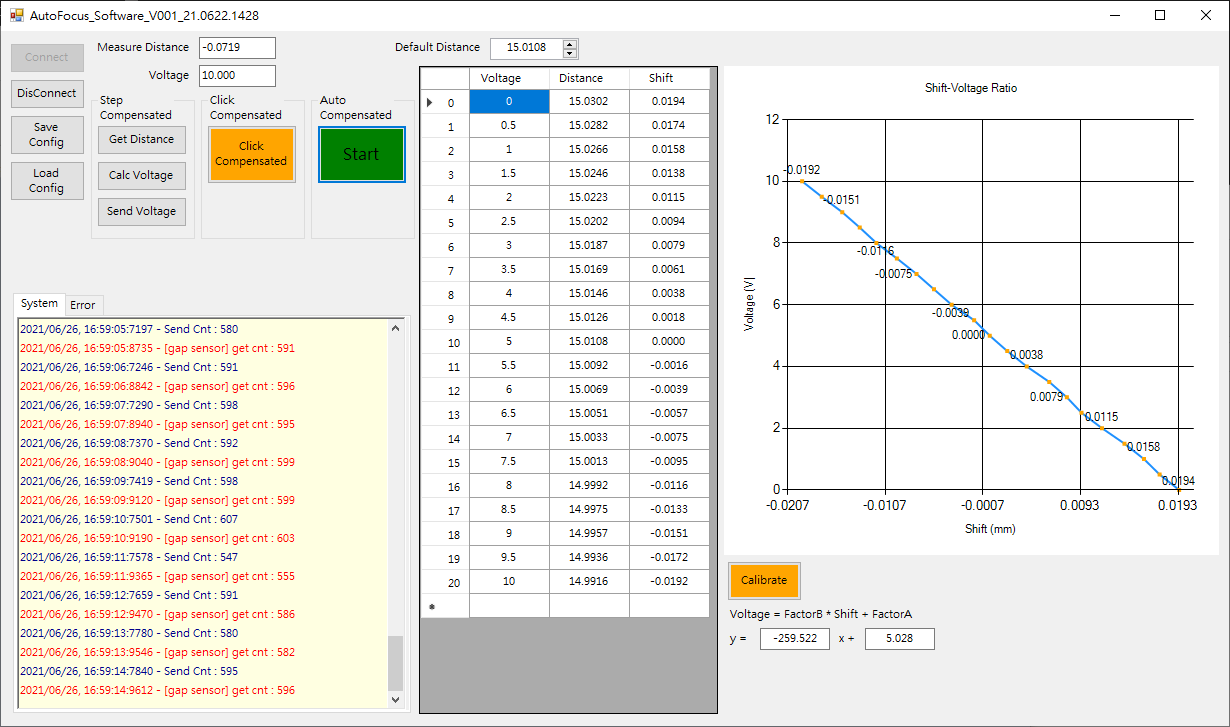 AutoFocus_Software_V001_21.0622.1428
Connect
DisConnect
Save
Config
Load
Config
Measure Distance -0.0719
Voltage 10.000
Default Distance 15.0108
Step
Compensated
Get Distance
Calc Voltage
Send Voltage
Click
Compensated
Click
Compensated
Auto
Compensated
Start
System Error
2021/06/26, 16:59:05:7197 - Send Cnt : 580
2021/06/26, 16:59:05:8735 - [gap sensor] get cnt : 591
2021/06/26, 16:59:06:7246 - Send Cnt : 591
2021/06/26, 16:59:06:8842 - [gap sensor] get cnt : 596
2021/06/26, 16:59:07:7290 - Send Cnt : 598
2021/06/26, 16:59:07:8940 - [gap sensor] get cnt : 595
2021/06/26, 16:59:08:7370 - Send Cnt : 592
2021/06/26, 16:59:08:9040 - [gap sensor] get cnt : 599
2021/06/26, 16:59:09:7419 - Send Cnt : 598
2021/06/26, 16:59:09:9120 - [gap sensor] get cnt : 599
2021/06/26, 16:59:10:7501 - Send Cnt : 607
2021/06/26, 16:59:10:9190 - [gap sensor] get cnt : 603
2021/06/26, 16:59:11:7578 - Send Cnt : 547
2021/06/26, 16:59:11:9365 - [gap sensor] get cnt : 555
2021/06/26, 16:59:12:7659 - Send Cnt : 591
2021/06/26, 16:59:12:9470 - [gap sensor] get cnt : 586
2021/06/26, 16:59:13:7780 - Send Cnt : 580
2021/06/26, 16:59:13:9546 - [gap sensor] get cnt : 582
2021/06/26, 16:59:14:7840 - Send Cnt : 595
2021/06/26, 16:59:14:9612 - [gap sensor] get cnt : 596
Voltage Distance Shift
0 0 15.0302 0.0194
1 0.5 15.0282 0.0174
2 1 15.0266 0.0158
3 1.5 15.0246 0.0138
4 2 15.0223 0.0115
5 2.5 15.0202 0.0094
6 3 15.0187 0.0079
7 3.5 15.0169 0.0061
8 4 15.0146 0.0038
9 4.5 15.0126 0.0018
10 5 15.0108 0.0000
11 5.5 15.0092 -0.0016
12 6 15.0069 -0.0039
13 6.5 15.0051 -0.0057
14 7 15.0033 -0.0075
15 7.5 15.0013 -0.0095
16 8 14.9992 -0.0116
17 8.5 14.9975 -0.0133
18 9 14.9957 -0.0151
19 9.5 14.9936 -0.0172
20 10 14.9916 -0.0192
Shift-Voltage Ratio
Voltage (V)
12
10
8
6
4
2
0
-0.0192
-0.0151
-0.0116
-0.0075
-0.0039
0.0000
0.0038
0.0079
0.0115
0.0158
0.0194
-0.0207 -0.0107 -0.0007 0.0093 0.0193
Shift (mm)
Calibrate
Voltage = FactorB * Shift + FactorA
y = -259.522 x + 5.028